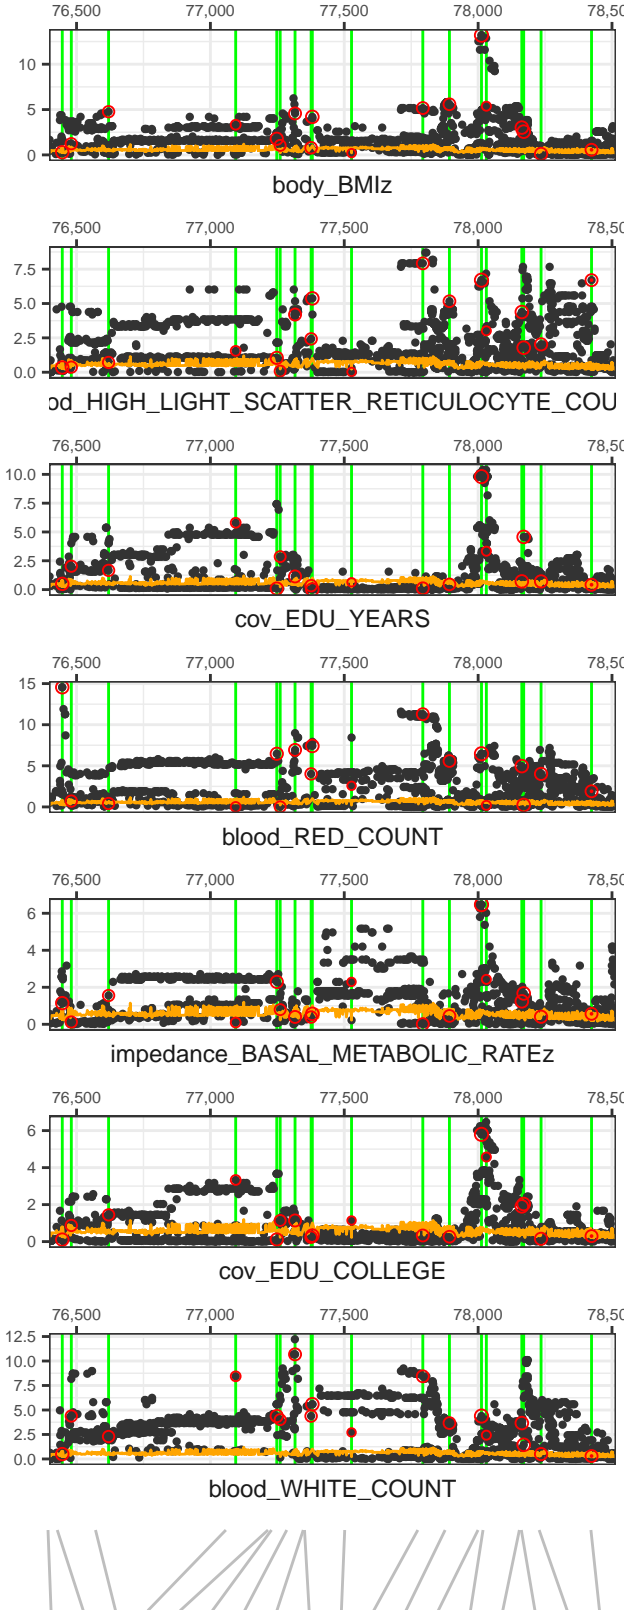 76,500 77,000 77,500 78,000 78,50
10
5
0
body_BMIz
76,500 77,000 77,500 78,000 78,50
7.5
5.0
2.5
0.0
od_HIGH_LIGHT_SCATTER_RETICULOCYTE_COU
76,500 77,000 77,500 78,000 78,50
10.0
7.5
5.0
2.5
0.0
cov_EDU_YEARS
76,500 77,000 77,500 78,000 78,50
15
10
5
0
blood_RED_COUNT
76,500 77,000 77,500 78,000 78,50
6
4
2
0
impedance_BASAL_METABOLIC_RATEz
76,500 77,000 77,500 78,000 78,50
6
4
2
0
cov_EDU_COLLEGE
76,500 77,000 77,500 78,000 78,50
12.5
10.0
7.5
5.0
2.5
0.0
blood_WHITE_COUNT